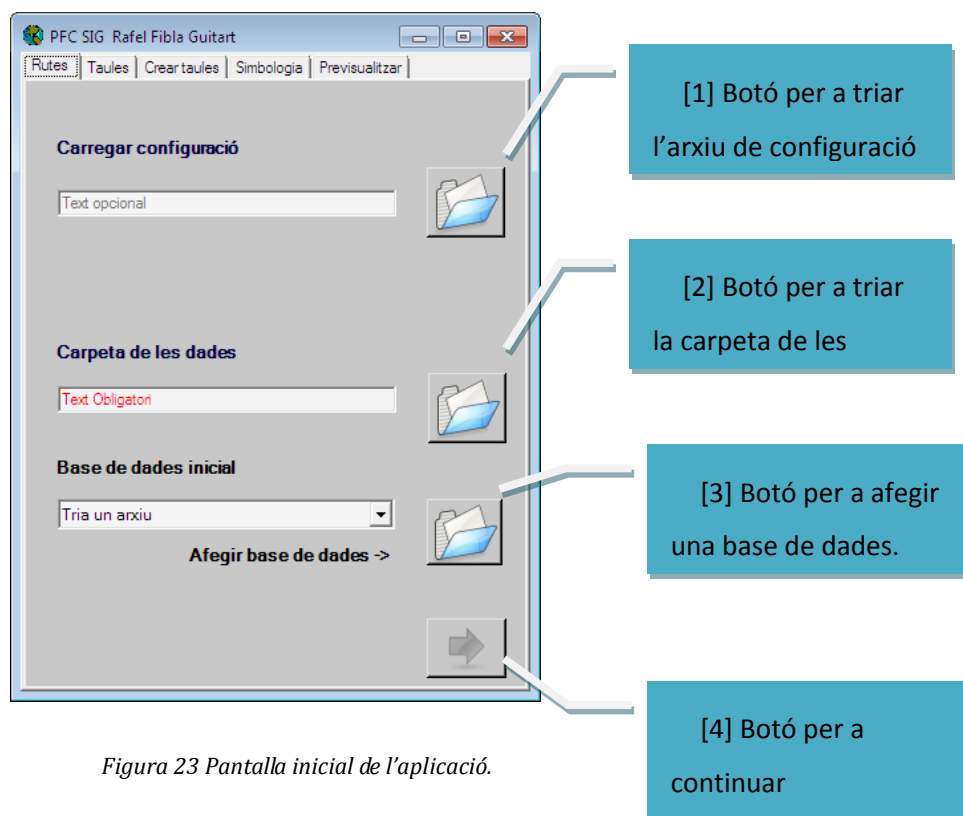 PFC SIG Rafel Fibla Guitart
Rutes Taules Crear taules Simbologia Previsualitzar
Carregar configuració
Text opcional
Carpeta de les dades
Text Obligatori
Base de dades inicial
Tria un arxiu
Afegir base de dades ->
[1] Botó per a triar
l’arxiu de configuració
[2] Botó per a triar
la carpeta de les
[3] Botó per a afegir
una base de dades.
[4] Botó per a
continuar
Figura 23 Pantalla inicial de l’aplicació.